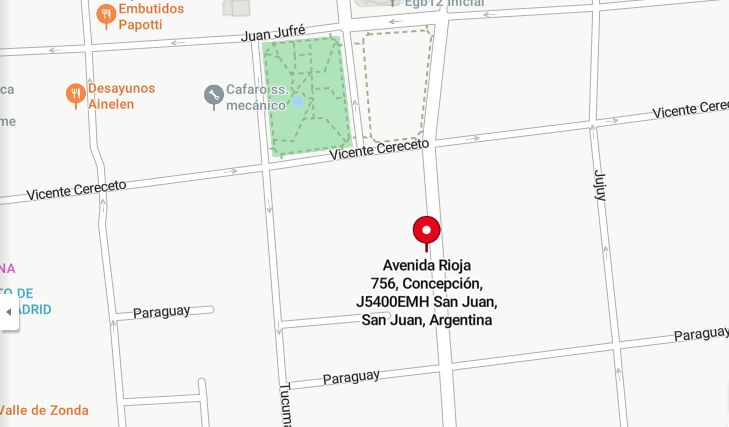 Egb12 Inicial
Embutidos
Papotti
Juan Jufré
ca
Desayunos
Ainelen
Cafaro ss.
mecánico
me
Vicente Cerec
Vicente Cereceto
Vicente Cereceto
Jujuy
NA
TO DE
ADRID
Avenida Rioja
756, Concepción,
J5400EMH San Juan,
San Juan, Argentina
Paraguay
Paraguay
Paraguay
Tucuma
Valle de Zonda